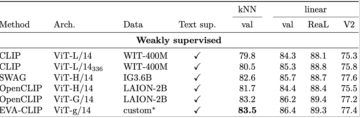 kNN linear
Method Arch. Data Text sup. val val ReaL V2
Weakly supervised
CLIP ViT-L/14 WIT-400M ✓ 79.8 84.3 88.1 75.3
CLIP ViT-L/14₃₃₆ WIT-400M ✓ 80.5 85.3 88.8 75.8
SWAG ViT-H/14 IG3.6B ✓ 82.6 85.7 88.7 77.6
OpenCLIP ViT-H/14 LAION-2B ✓ 81.7 84.4 88.4 75.5
OpenCLIP ViT-G/14 LAION-2B ✓ 83.2 86.2 89.4 77.2
EVA-CLIP ViT-g/14 custom* ✓ 83.5 86.4 89.3 77.4